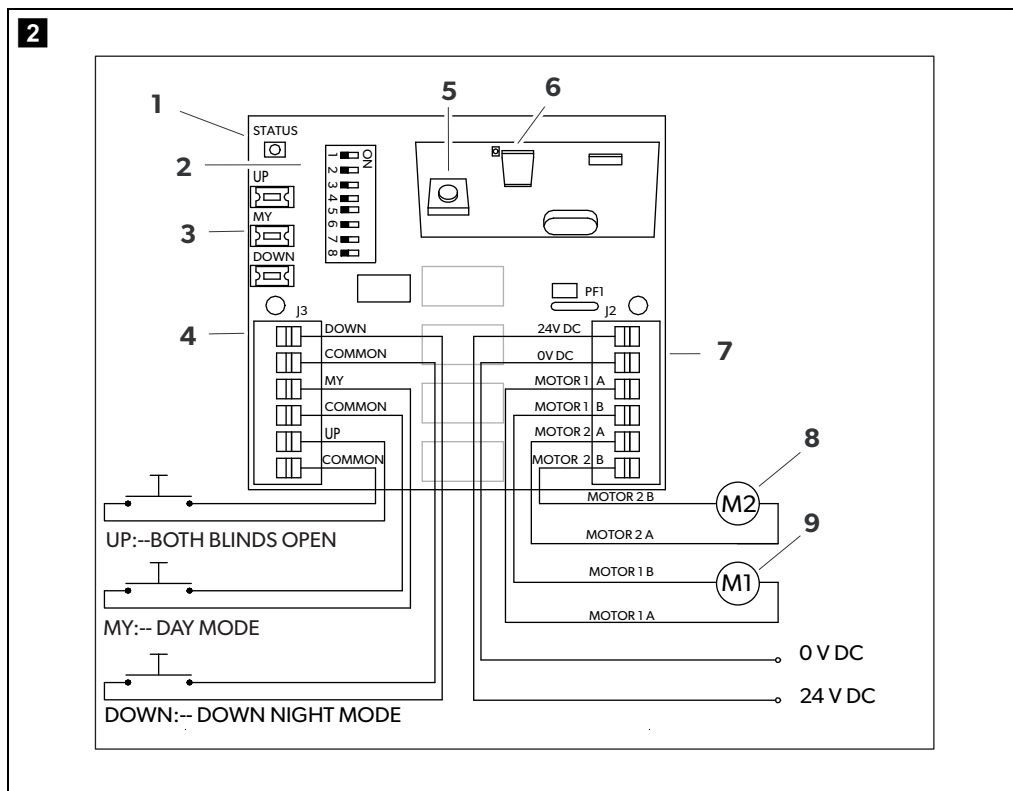 2
1
STATUS
2
UP
3
MY
DOWN
ON
1
2
3
4
5
6
7
8
5
6
PF1
4
J3
DOWN
COMMON
MY
COMMON
UP
COMMON
J2
7
24V DC
0V DC
MOTOR 1 A
MOTOR 1 B
MOTOR 2 A
MOTOR 2 B
8
MOTOR 2 B
M2
MOTOR 2 A
9
MOTOR 1 B
M1
MOTOR 1 A
UP:--BOTH BLINDS OPEN
MY:-- DAY MODE
DOWN:-- DOWN NIGHT MODE
0 V DC
24 V DC